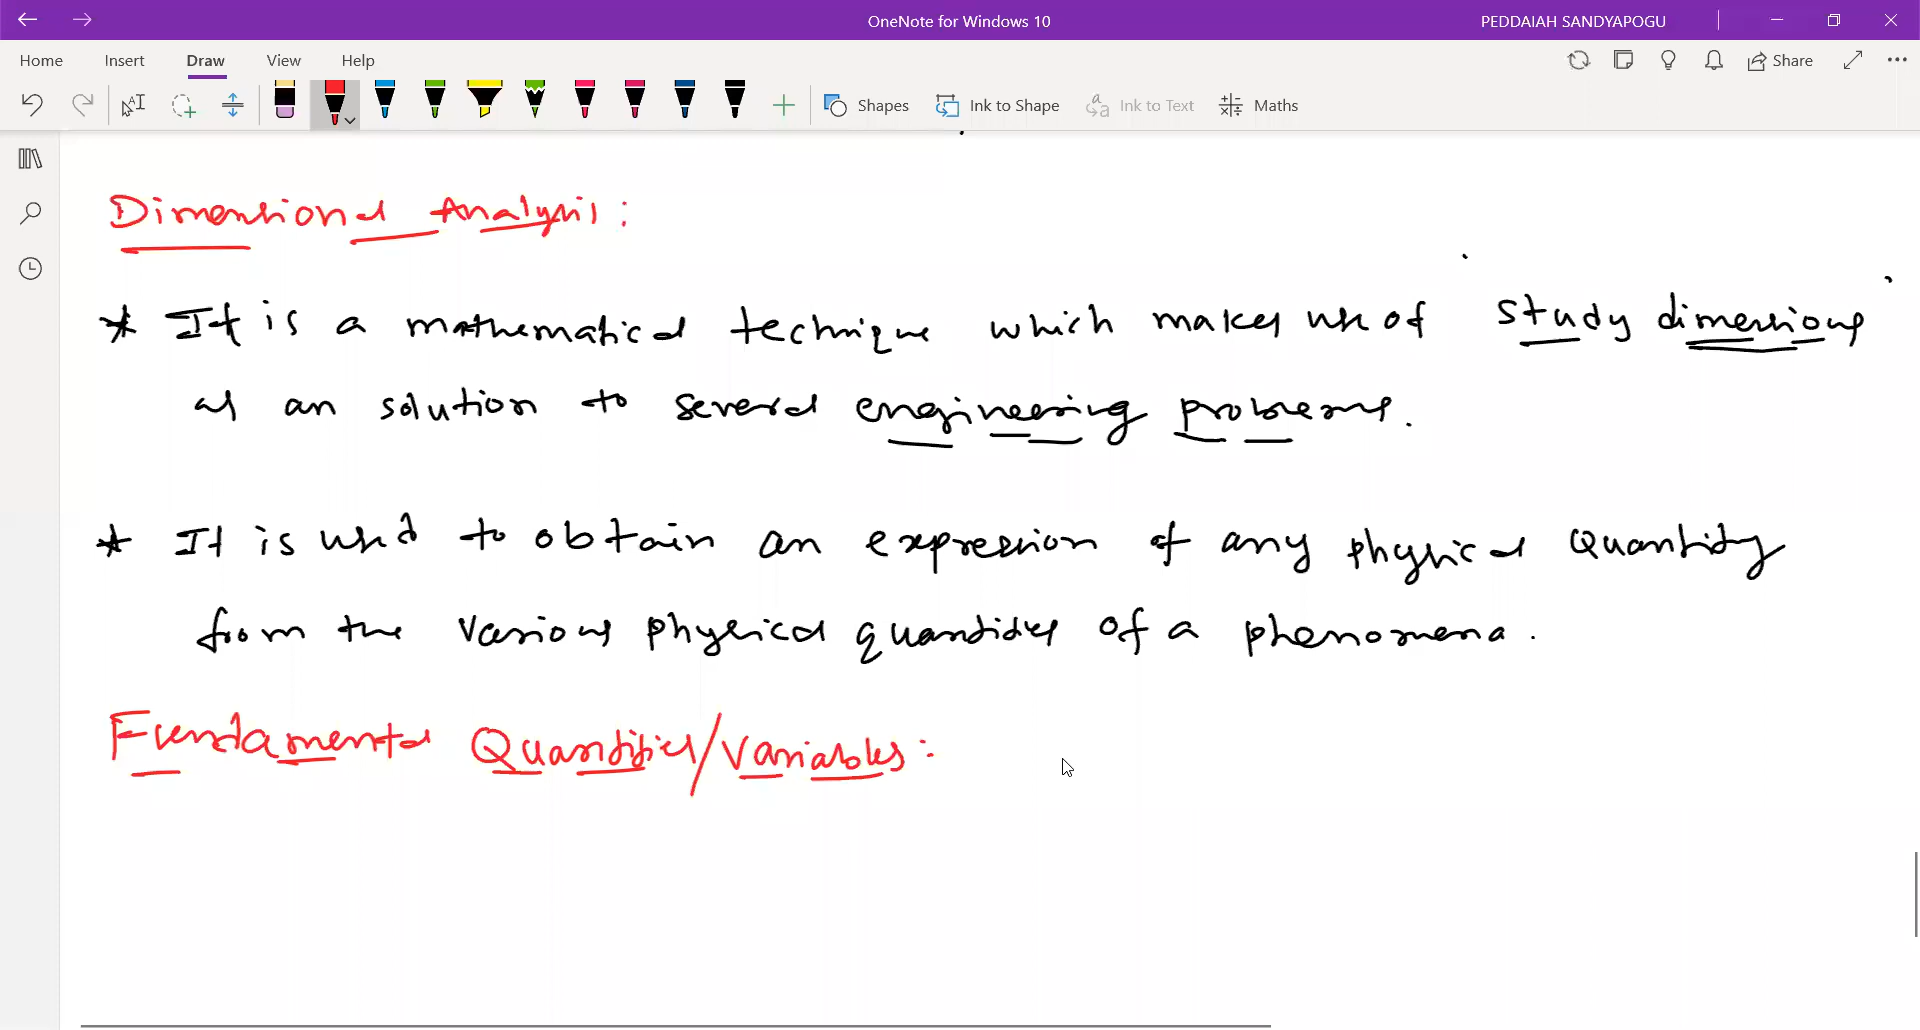 OneNote for Windows 10
PEDDAIAH SANDYAPOGU
Home Insert Draw View Help
Share
Shapes Ink to Shape Ink to Text Maths
Dimensional Analysis:
* It is a mathematical technique which makes use of study dimensions
as an solution to several engineering problems.
* It is used to obtain an expression of any physical Quantity
from the various physical quantities of a phenomena.
Fundamental Quantities/Variables: